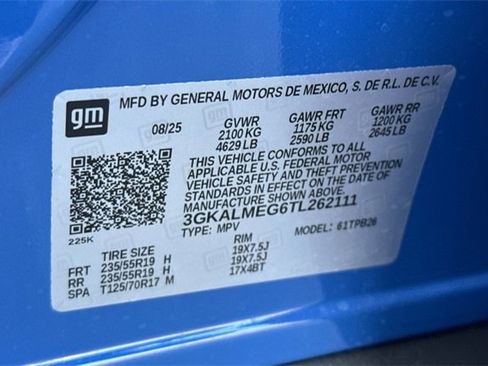 gm
MFD BY GENERAL MOTORS DE MEXICO, S. DE R.L. DE C.V.
08/25 GVWR GAWR FRT GAWR RR
2100 KG 1175 KG 1200 KG
4629 LB 2590 LB 2645 LB
THIS VEHICLE CONFORMS TO ALL
APPLICABLE U.S. FEDERAL MOTOR
VEHICLE SAFETY AND THEFT PREVENTION
STANDARDS IN EFFECT ON THE DATE OF
MANUFACTURE SHOWN ABOVE.
3GKALMEG6TL262111
TYPE: MPV MODEL: 61TPB26
225K
TIRE SIZE RIM
FRT 235/55R19 H 19X7.5J
RR 235/55R19 H 19X7.5J
SPA T125/70R17 M 17X4BT